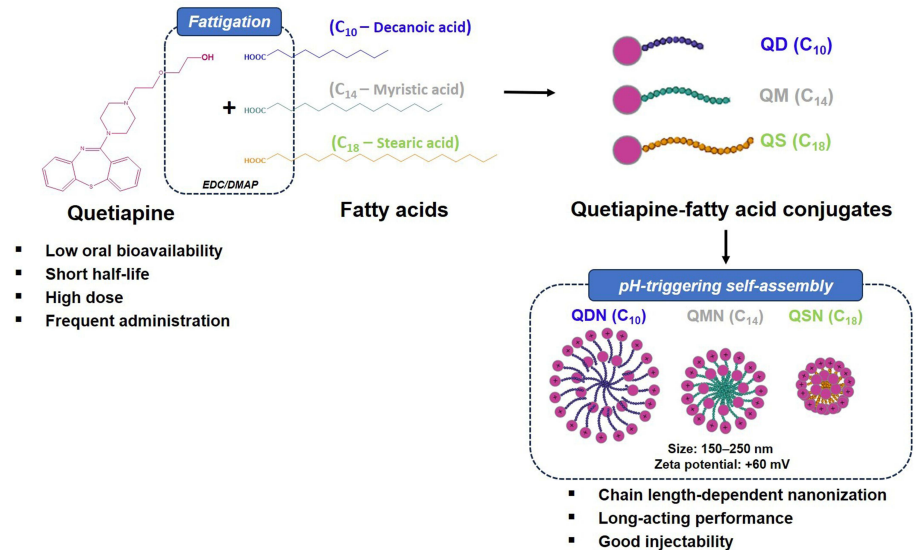 Fattigation
(C10 – Decanoic acid)
OH
HOOC
O
N
(C14 – Myristic acid)
+
HOOC
N
(C18 – Stearic acid)
N
HOOC
S
EDC/DMAP
Quetiapine
Fatty acids
▪ Low oral bioavailability
▪ Short half-life
▪ High dose
▪ Frequent administration
QD (C10)
QM (C14)
QS (C18)
Quetiapine-fatty acid conjugates
pH-triggering self-assembly
QDN (C10)
QMN (C14)
QSN (C18)
Size: 150–250 nm
Zeta potential: +60 mV
▪ Chain length-dependent nanonization
▪ Long-acting performance
▪ Good injectability